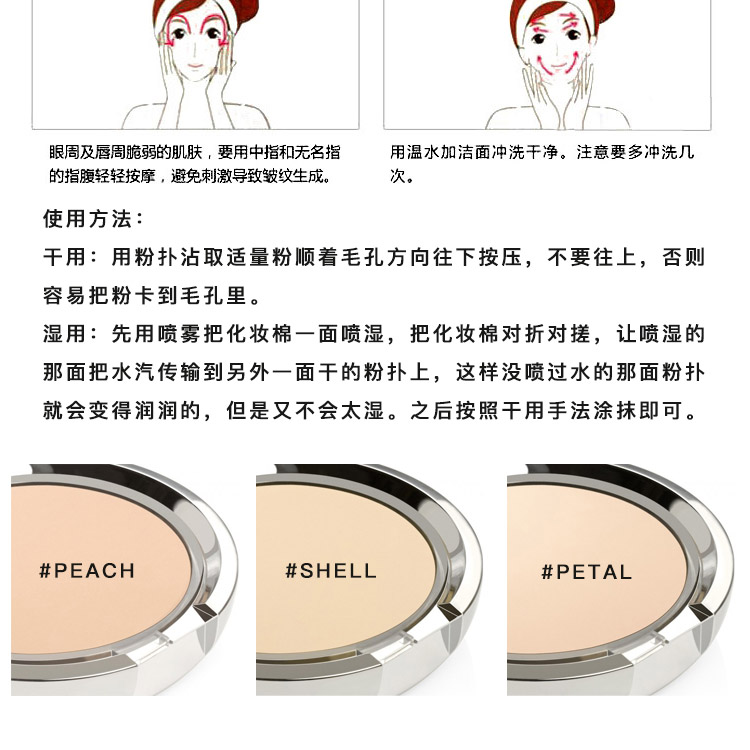 眼周及唇周脆弱的肌肤，要用中指和无名指
的指腹轻轻按摩，避免刺激导致皱纹生成。
用温水加洁面冲洗干净。注意要多冲洗几
次。
使用方法：
干用：用粉扑沾取适量粉顺着毛孔方向往下按压，不要往上，否则
容易把粉卡到毛孔里。
湿用：先用喷雾把化妆棉一面喷湿，把化妆棉对折对搓，让喷湿的
那面把水汽传输到另外一面干的粉扑上，这样没喷过水的那面粉扑
就会变得润润的，但是又不会太湿。之后按照干用手法涂抹即可。
#PEACH
#SHELL
#PETAL